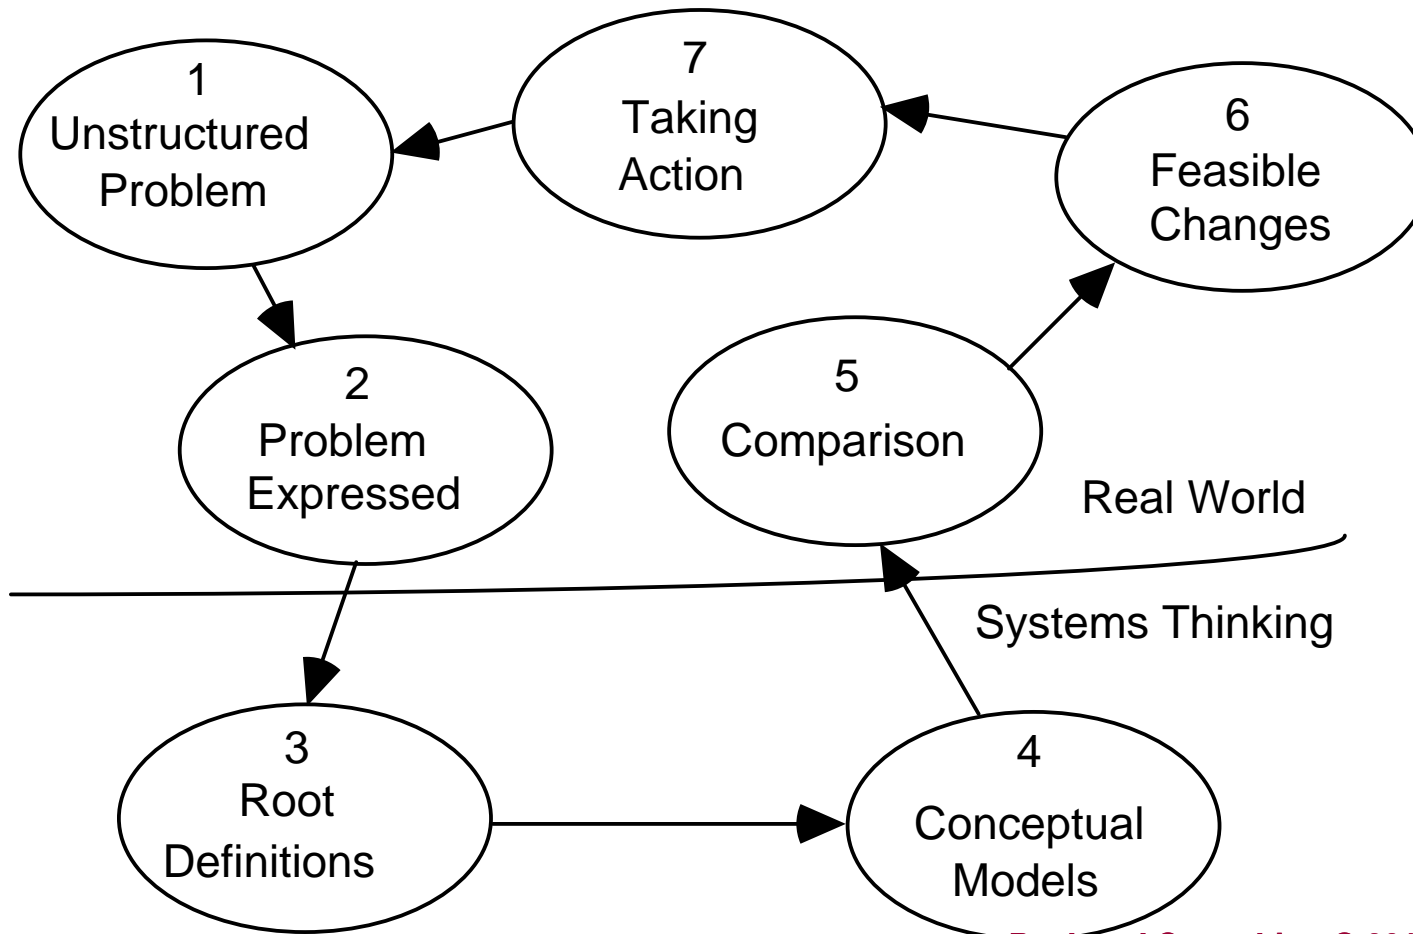 1
Unstructured
Problem
7
Taking
Action
6
Feasible
Changes
2
Problem
Expressed
5
Comparison
Real World
Systems Thinking
3
Root
Definitions
4
Conceptual
Models